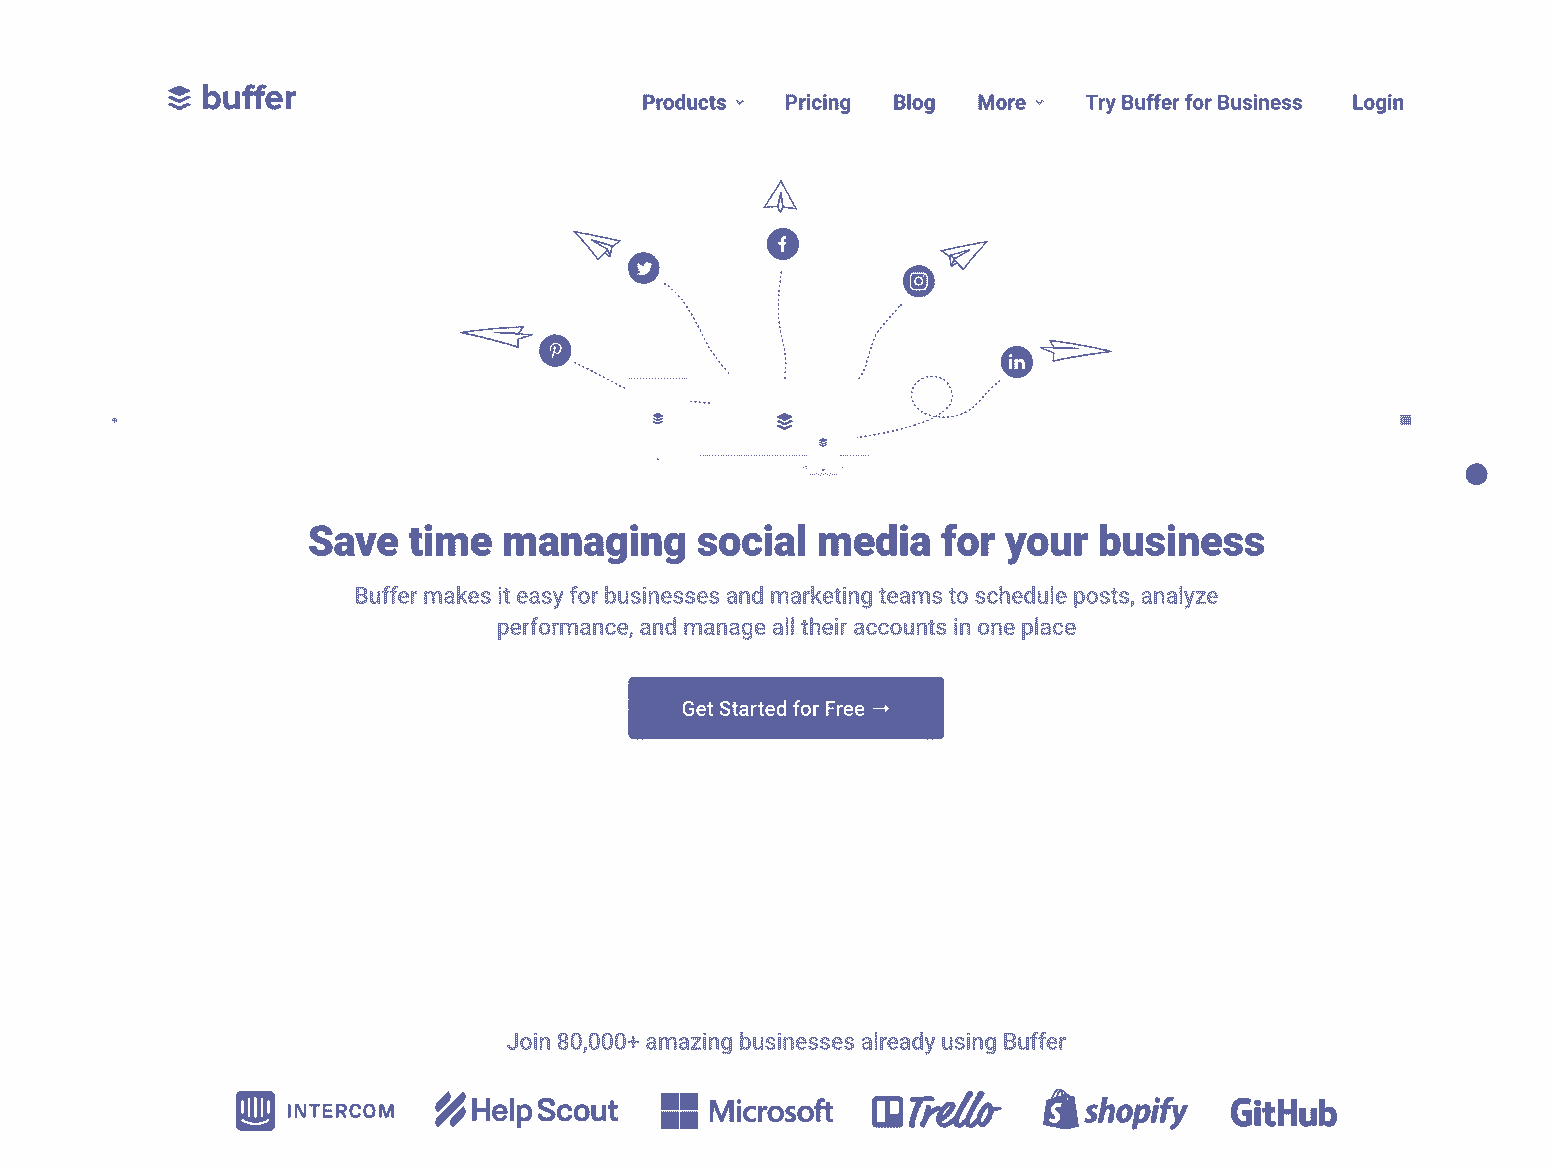 buffer
Products Pricing Blog More Try Buffer for Business Login
Save time managing social media for your business
Buffer makes it easy for businesses and marketing teams to schedule posts, analyze
performance, and manage all their accounts in one place
Get Started for Free →
Join 80,000+ amazing businesses already using Buffer
INTERCOM Help Scout Microsoft Trello shopify GitHub